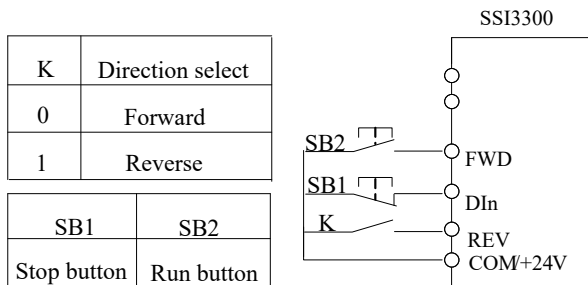 SSI3300
K Direction select
0 Forward
1 Reverse
SB1 SB2
Stop button Run button
SB2
FWD
SB1
DIn
K
REV
COM/+24V